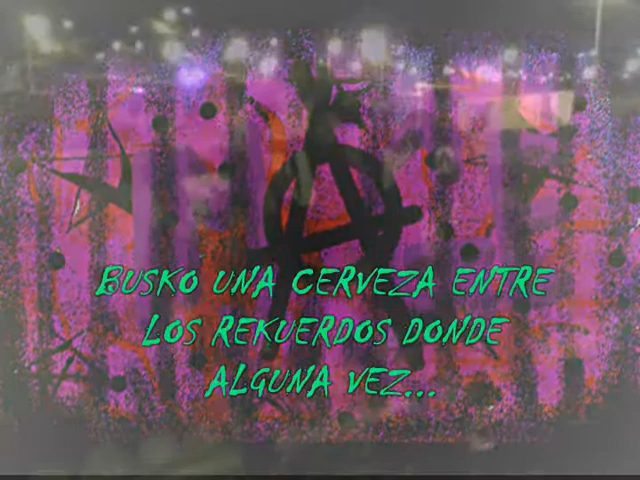 BUSKO UNA CERVEZA ENTRE
LOS REKUERDOS DONDE
ALGUNA VEZ...